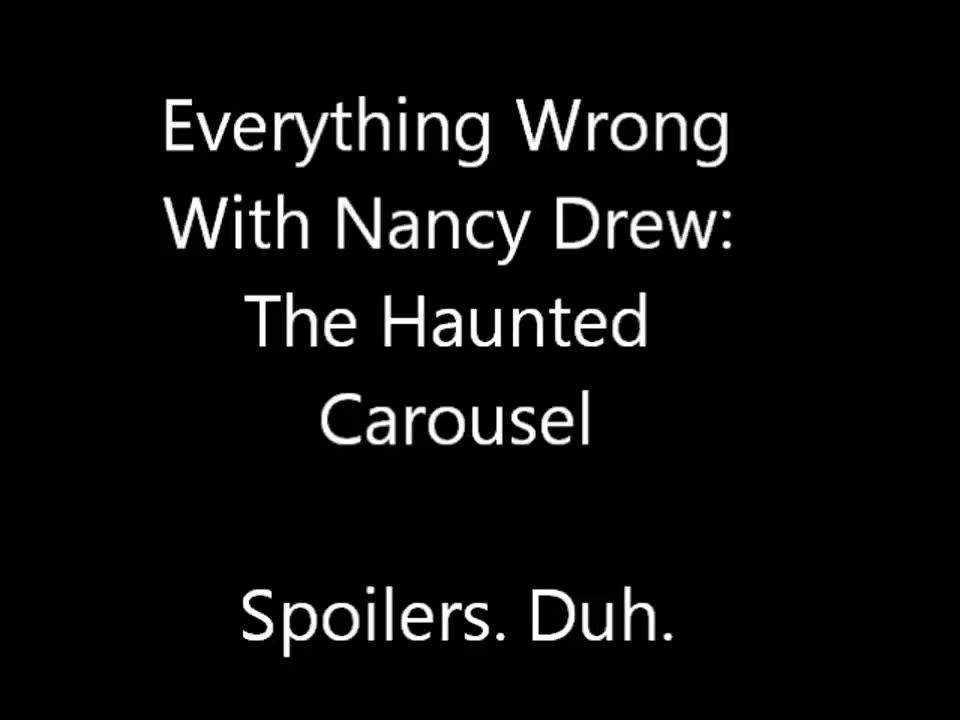 Everything Wrong
With Nancy Drew:
The Haunted
Carousel
Spoilers. Duh.